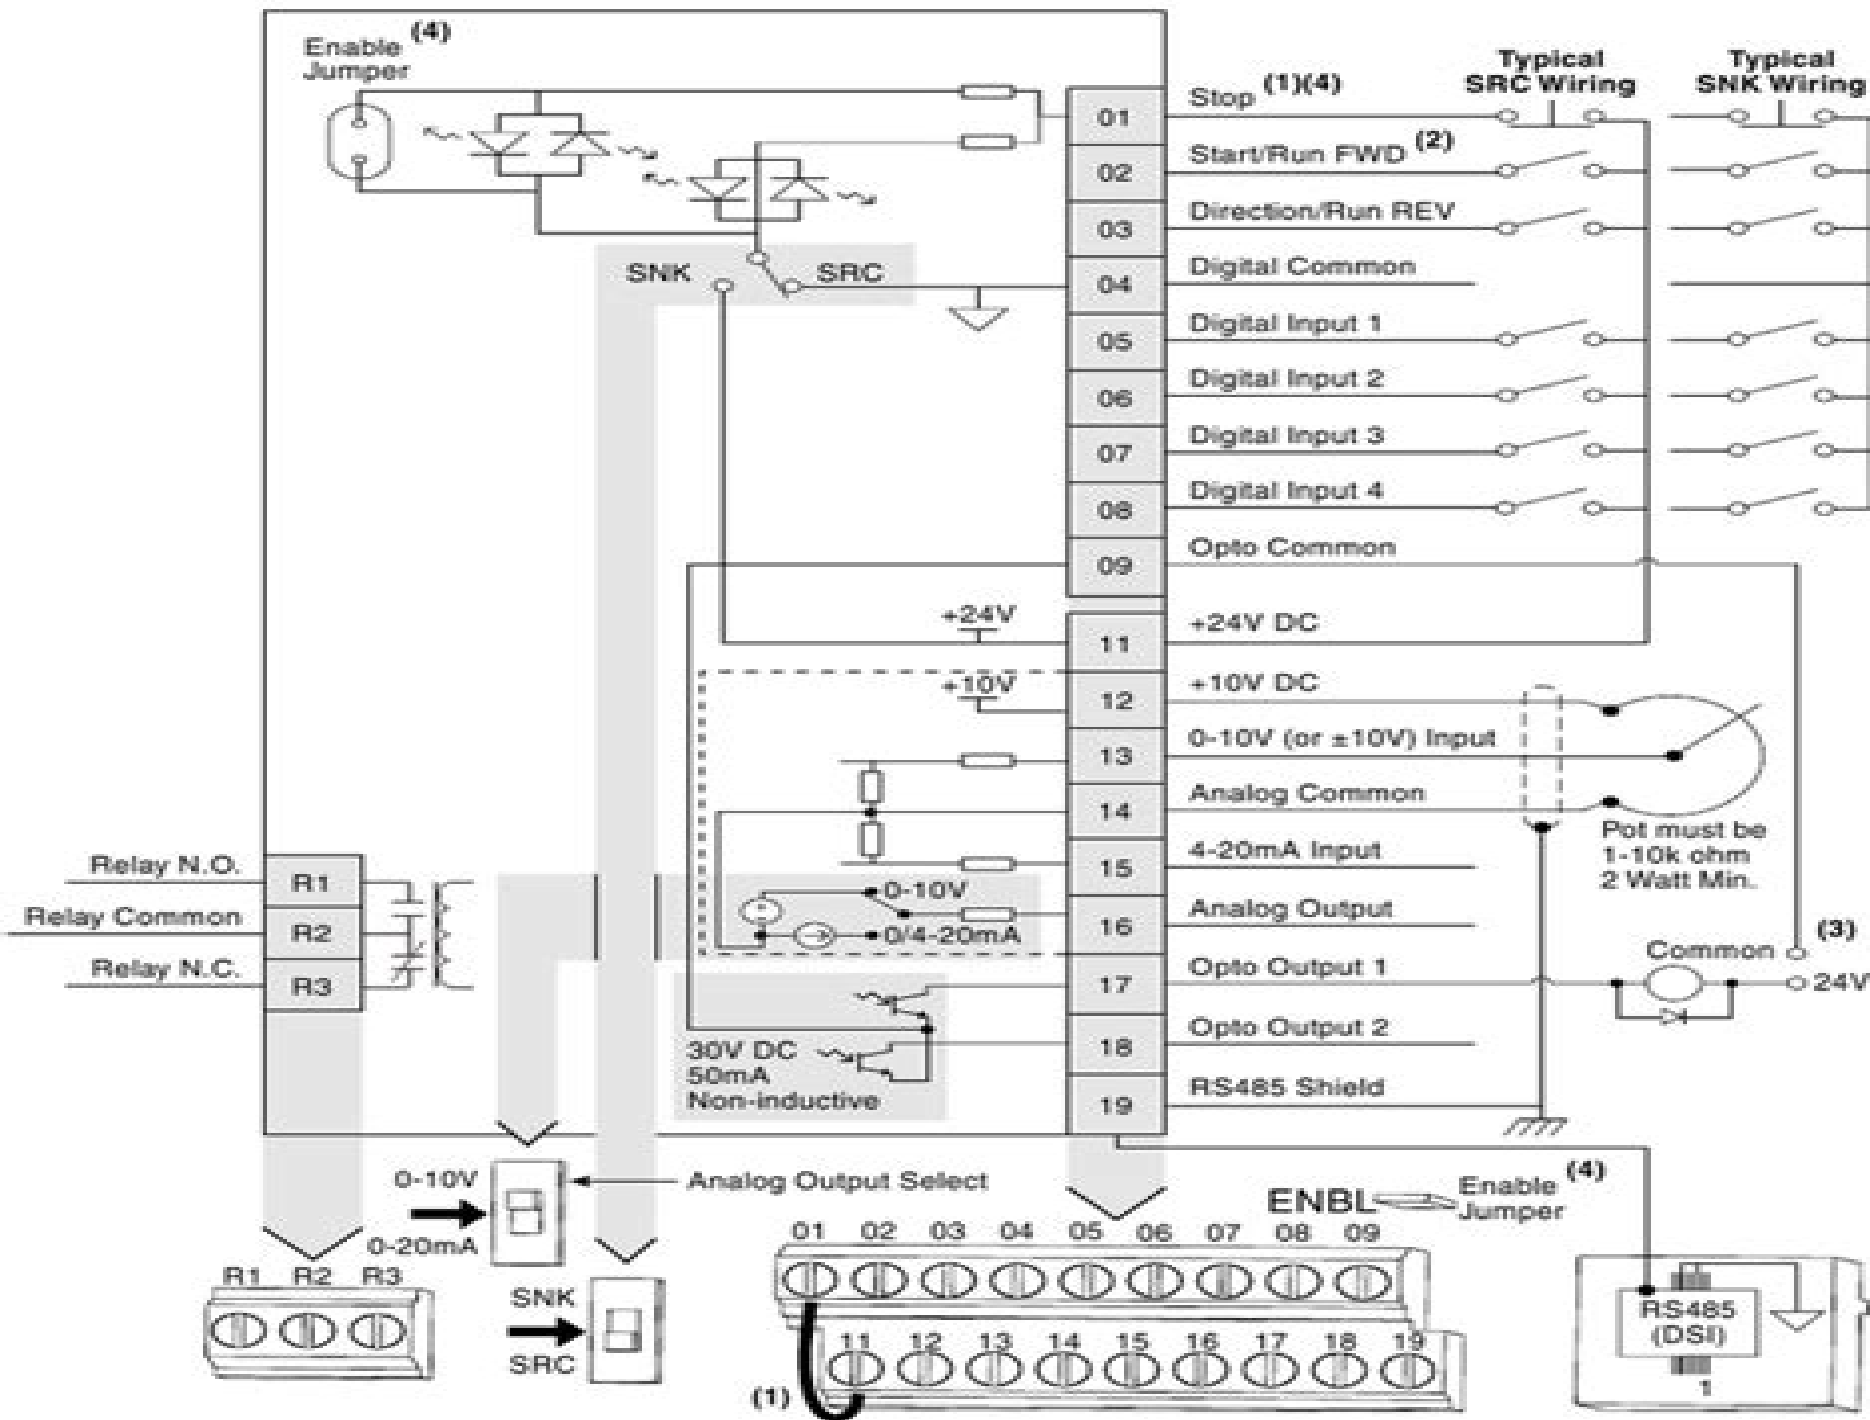 Enable (4)
Jumper
Typical
SRC Wiring
Typical
SNK Wiring
01
Stop (1)(4)
02
Start/Run FWD (2)
03
Direction/Run REV
SNK
SRC
04
Digital Common
05
Digital Input 1
06
Digital Input 2
07
Digital Input 3
08
Digital Input 4
09
Opto Common
+24V
11
+24V DC
+10V
12
+10V DC
13
0-10V (or ±10V) Input
14
Analog Common
Pot must be
1-10k ohm
2 Watt Min.
15
4-20mA Input
Relay N.O.
R1
Relay Common
R2
Relay N.C.
R3
0-10V
0/4-20mA
16
Analog Output
Common
(3)
24V
17
Opto Output 1
30V DC
50mA
Non-inductive
18
Opto Output 2
19
RS485 Shield
0-10V
0-20mA
Analog Output Select
ENBL
Enable (4)
Jumper
R1 R2 R3
SNK
SRC
01 02 03 04 05 06 07 08 09
11 12 13 14 15 16 17 18 19
(1)
RS485
(DSI)
1